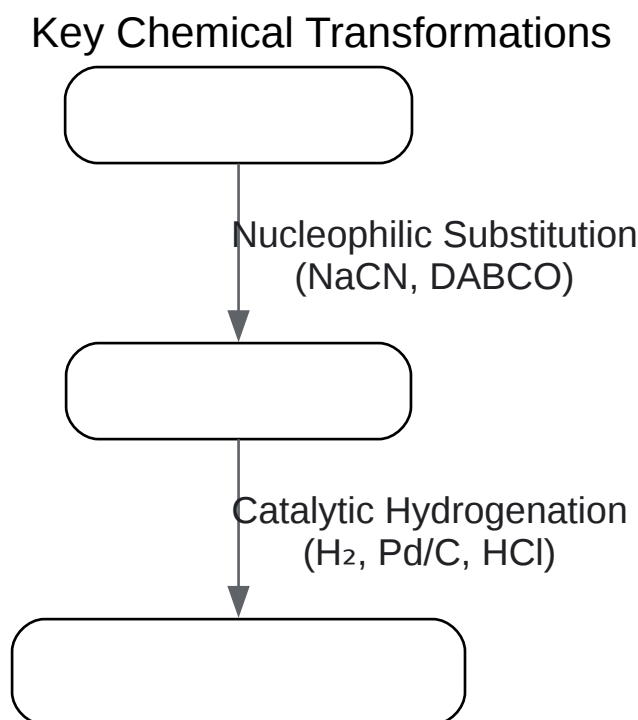 Key Chemical Transformations
Nucleophilic Substitution
(NaCN, DABCO)
Catalytic Hydrogenation
(H₂, Pd/C, HCl)